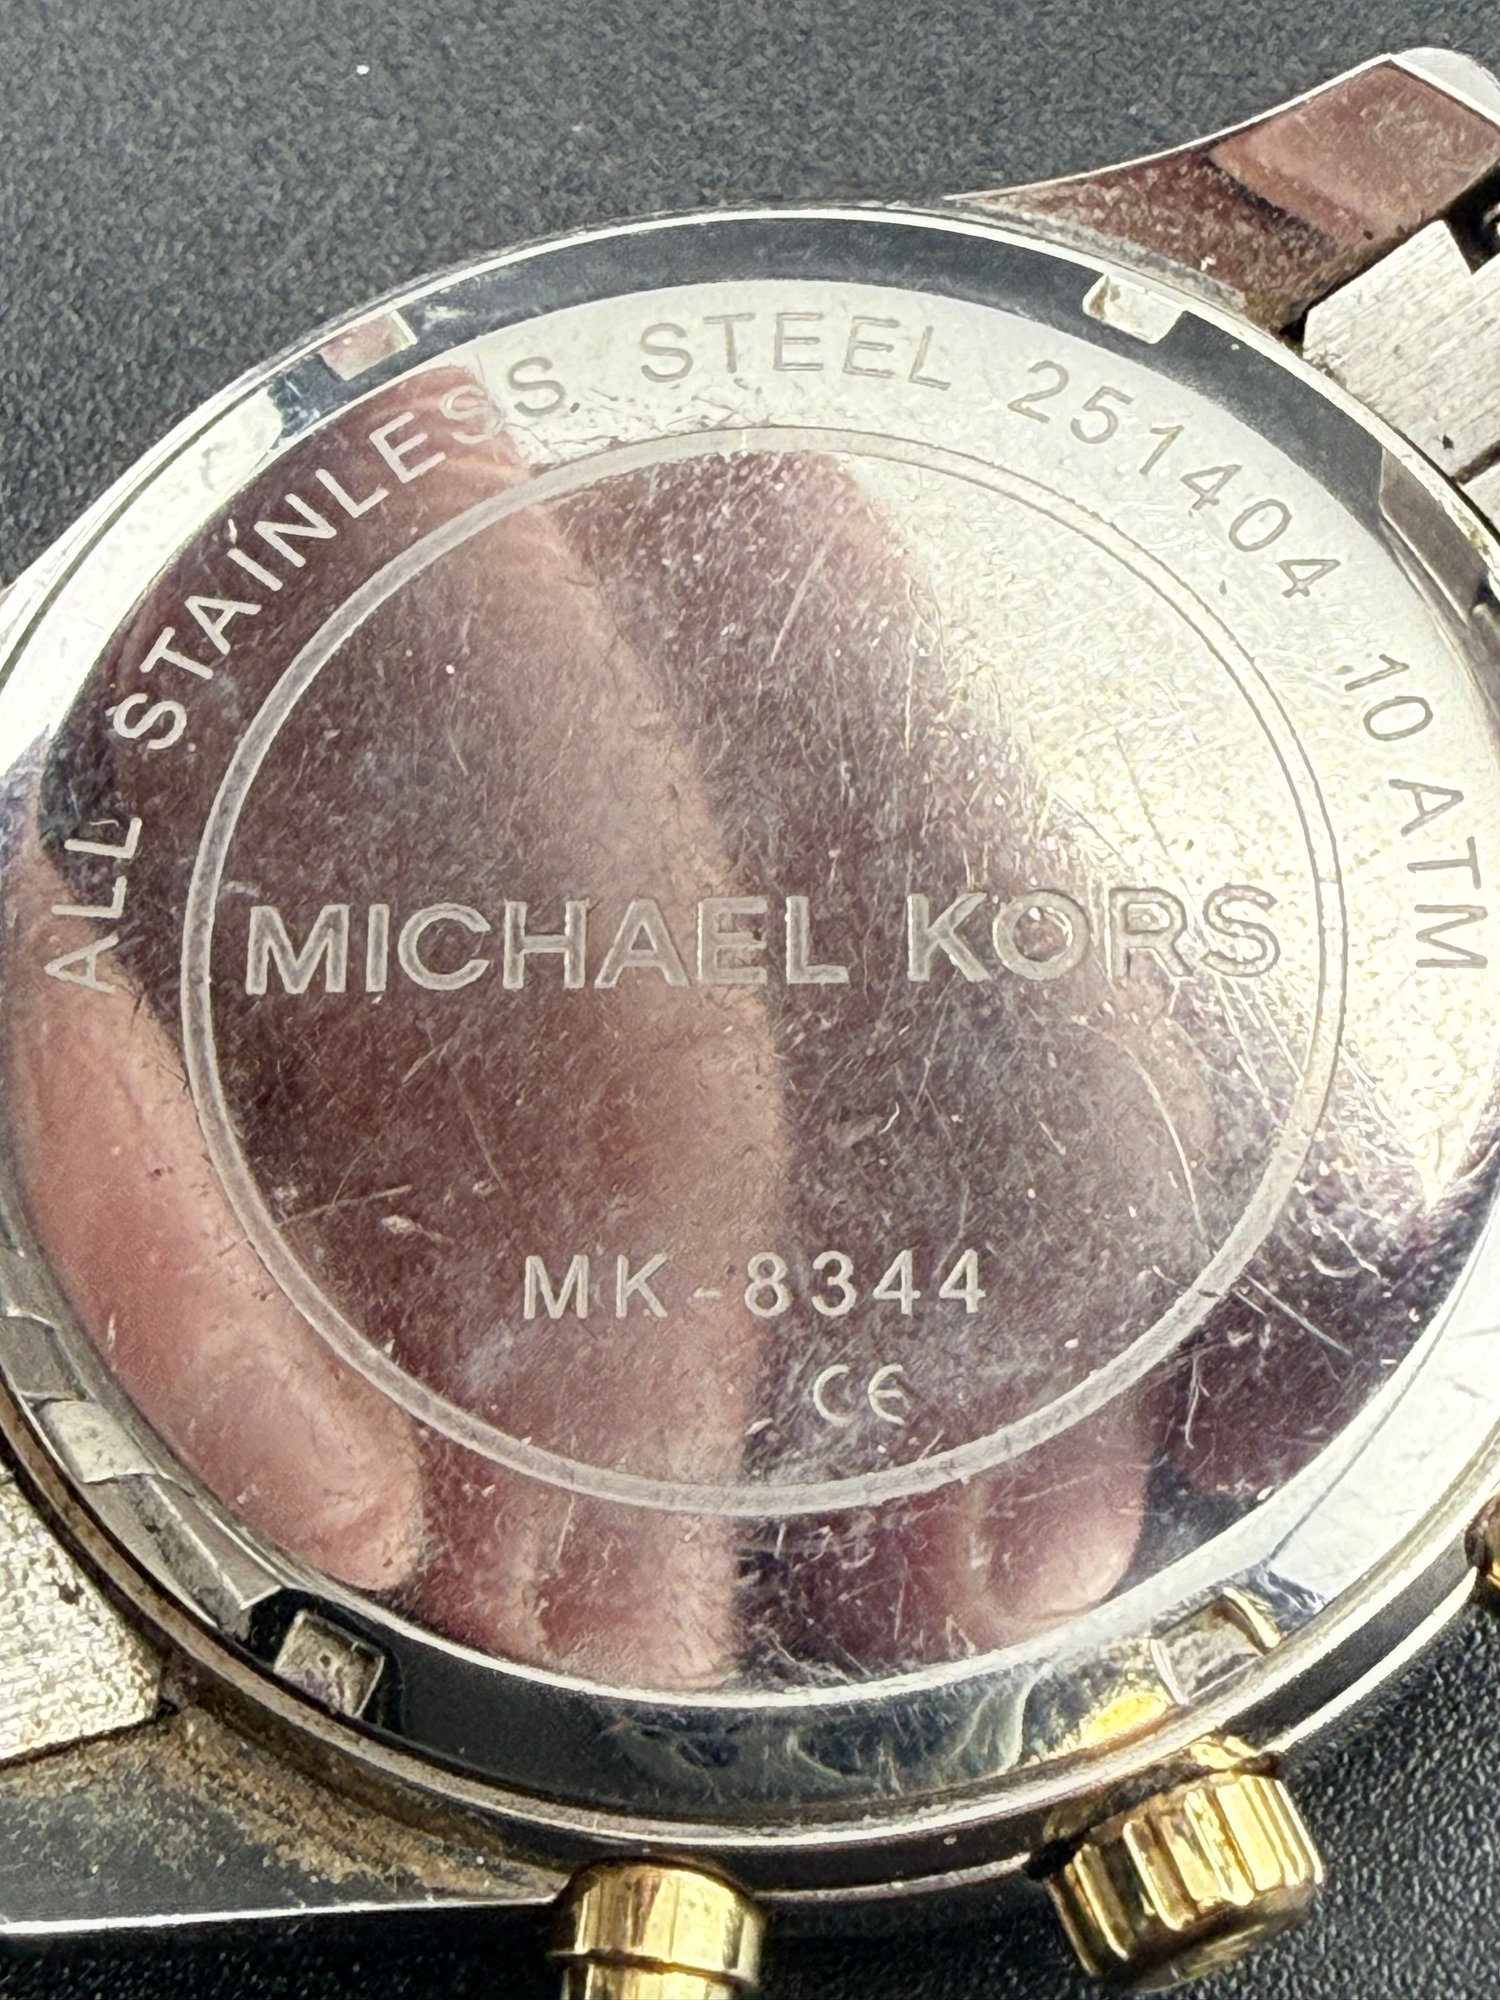 ALL STAINLESS STEEL 251404 10 ATM
MICHAEL KORS
MK-8344
CE